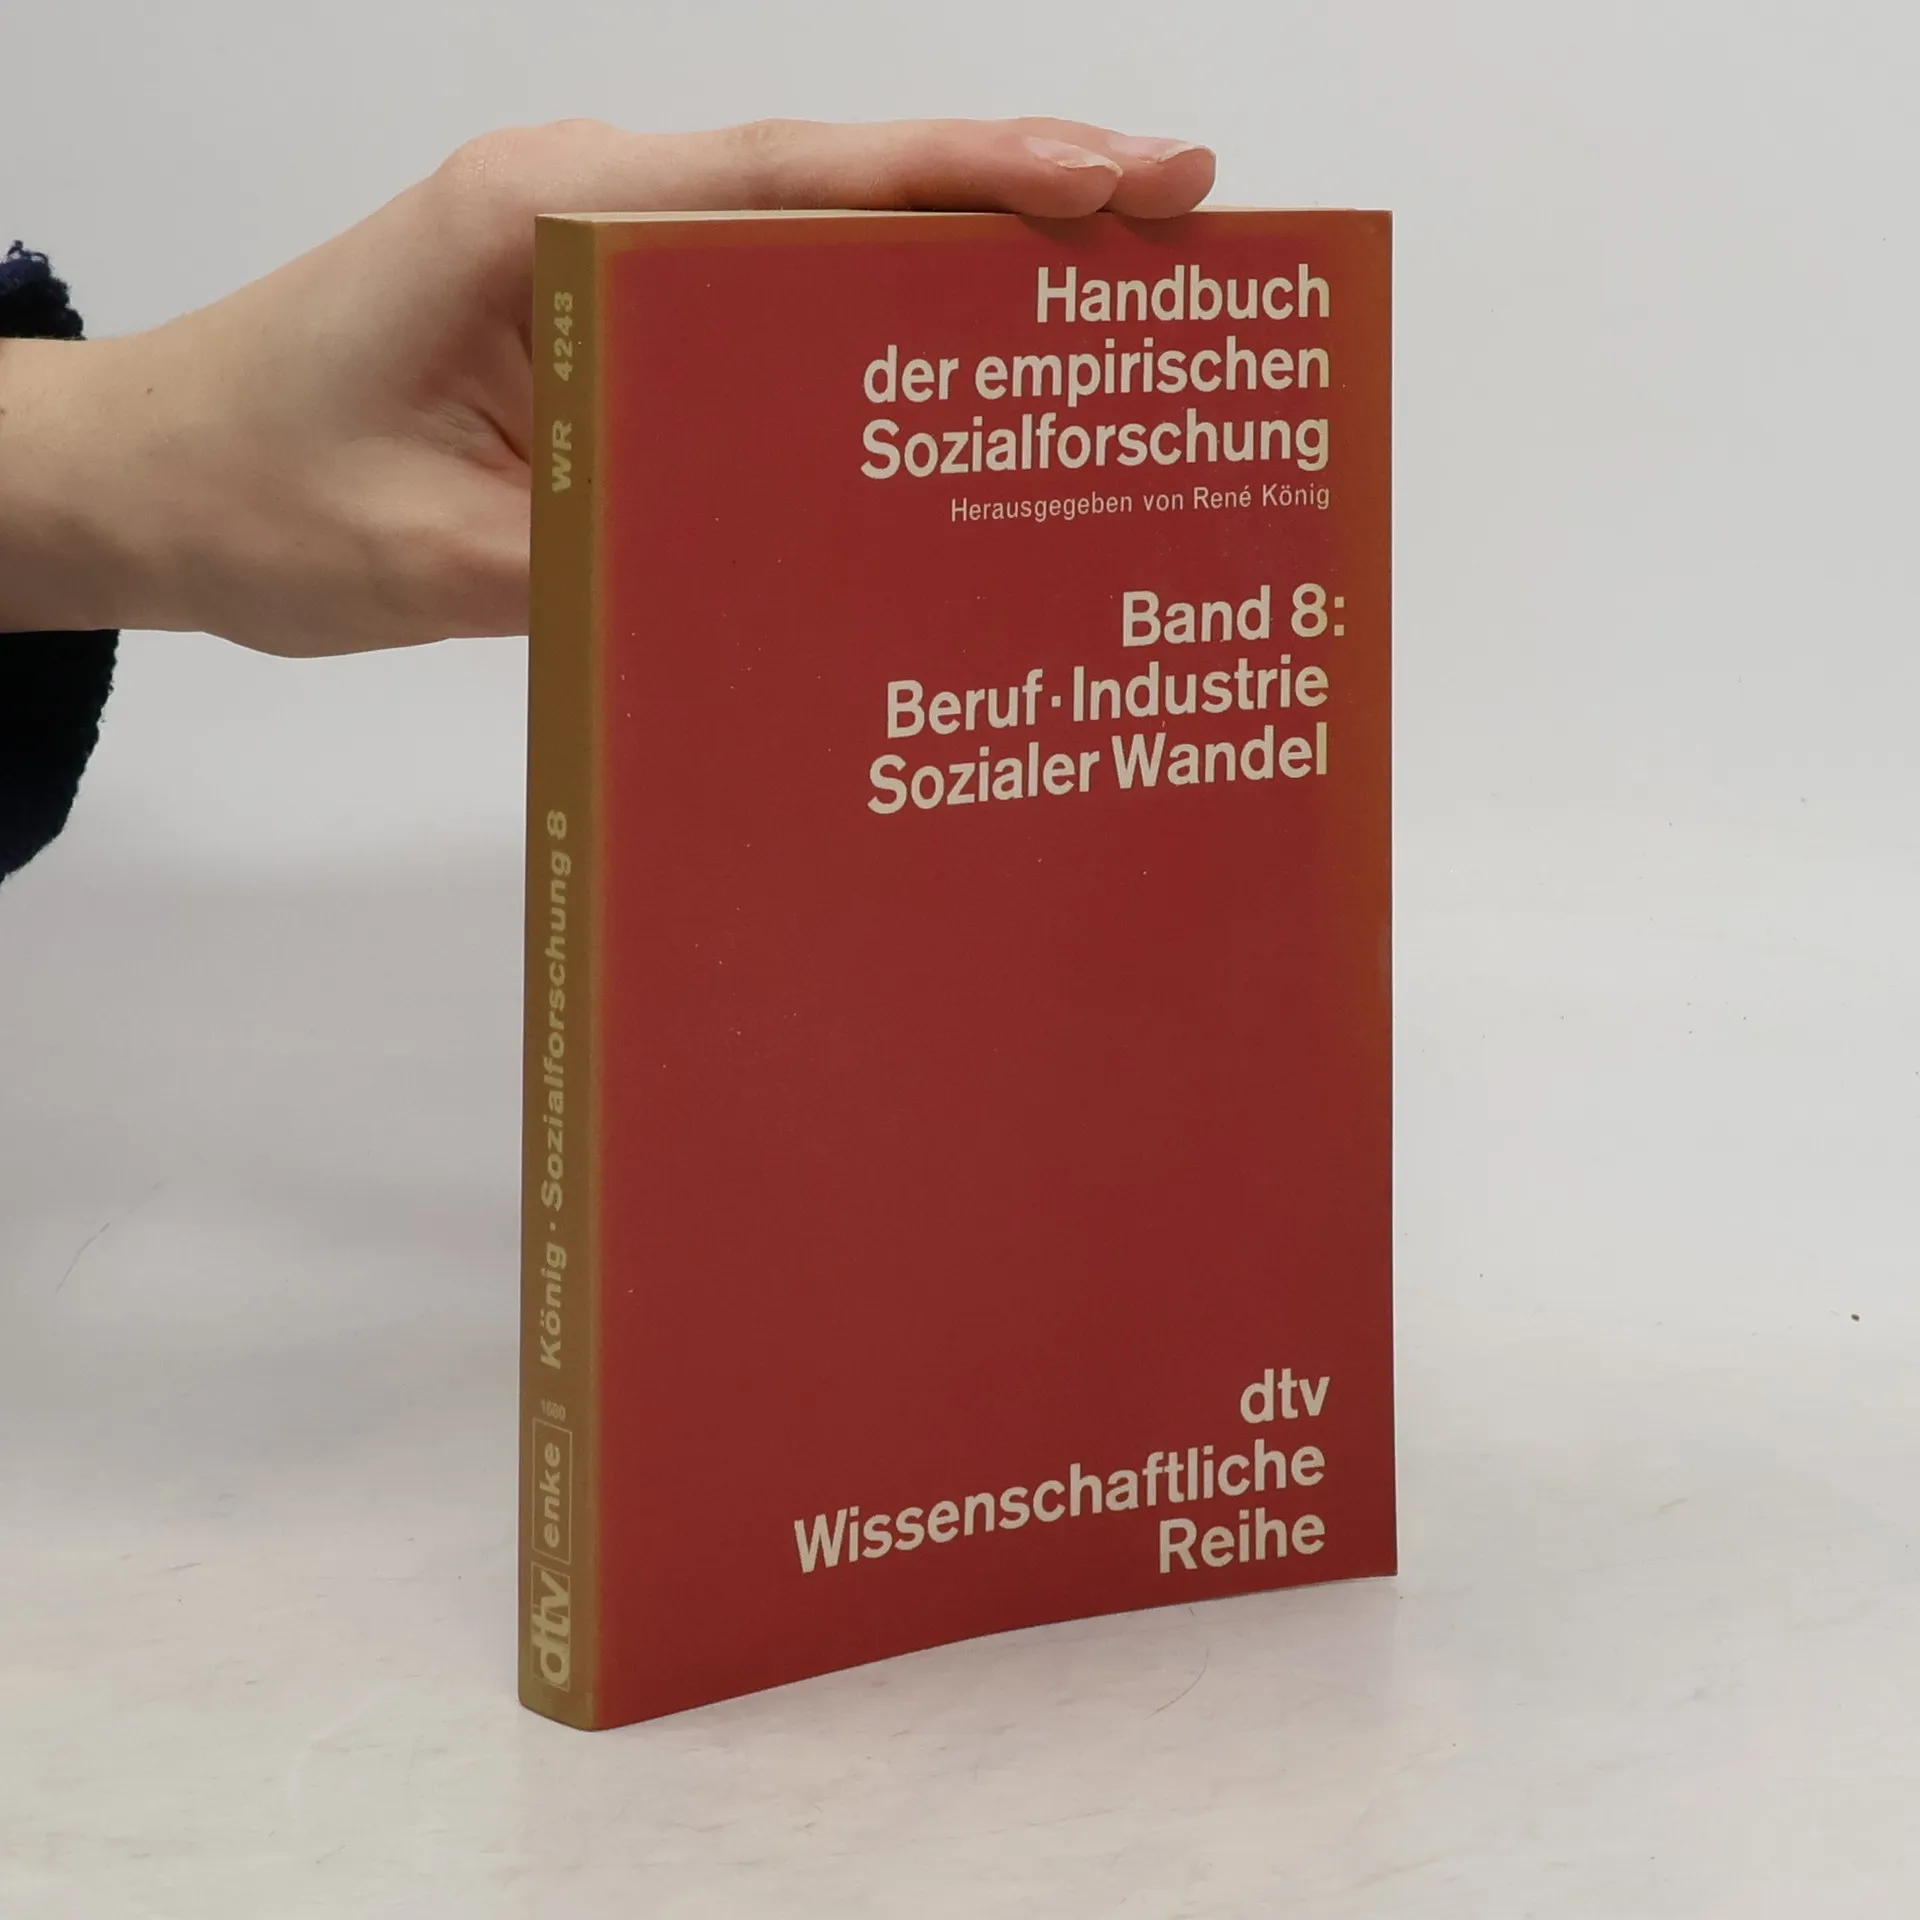 Handbuch
der empirischen
Sozialforschung
Herausgegeben von René König
Band 8:
Beruf · Industrie
Sozialer Wandel
dtv
Wissenschaftliche
Reihe
WR 4243
König · Sozialforschung 8
enke
dtv